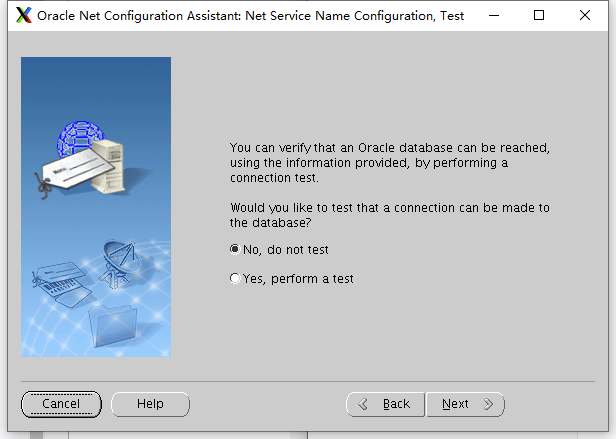 Oracle Net Configuration Assistant: Net Service Name Configuration, Test
You can verify that an Oracle database can be reached,
using the information provided, by performing a
connection test.
Would you like to test that a connection can be made to
the database?
No, do not test
Yes, perform a test
Cancel
Help
Back
Next